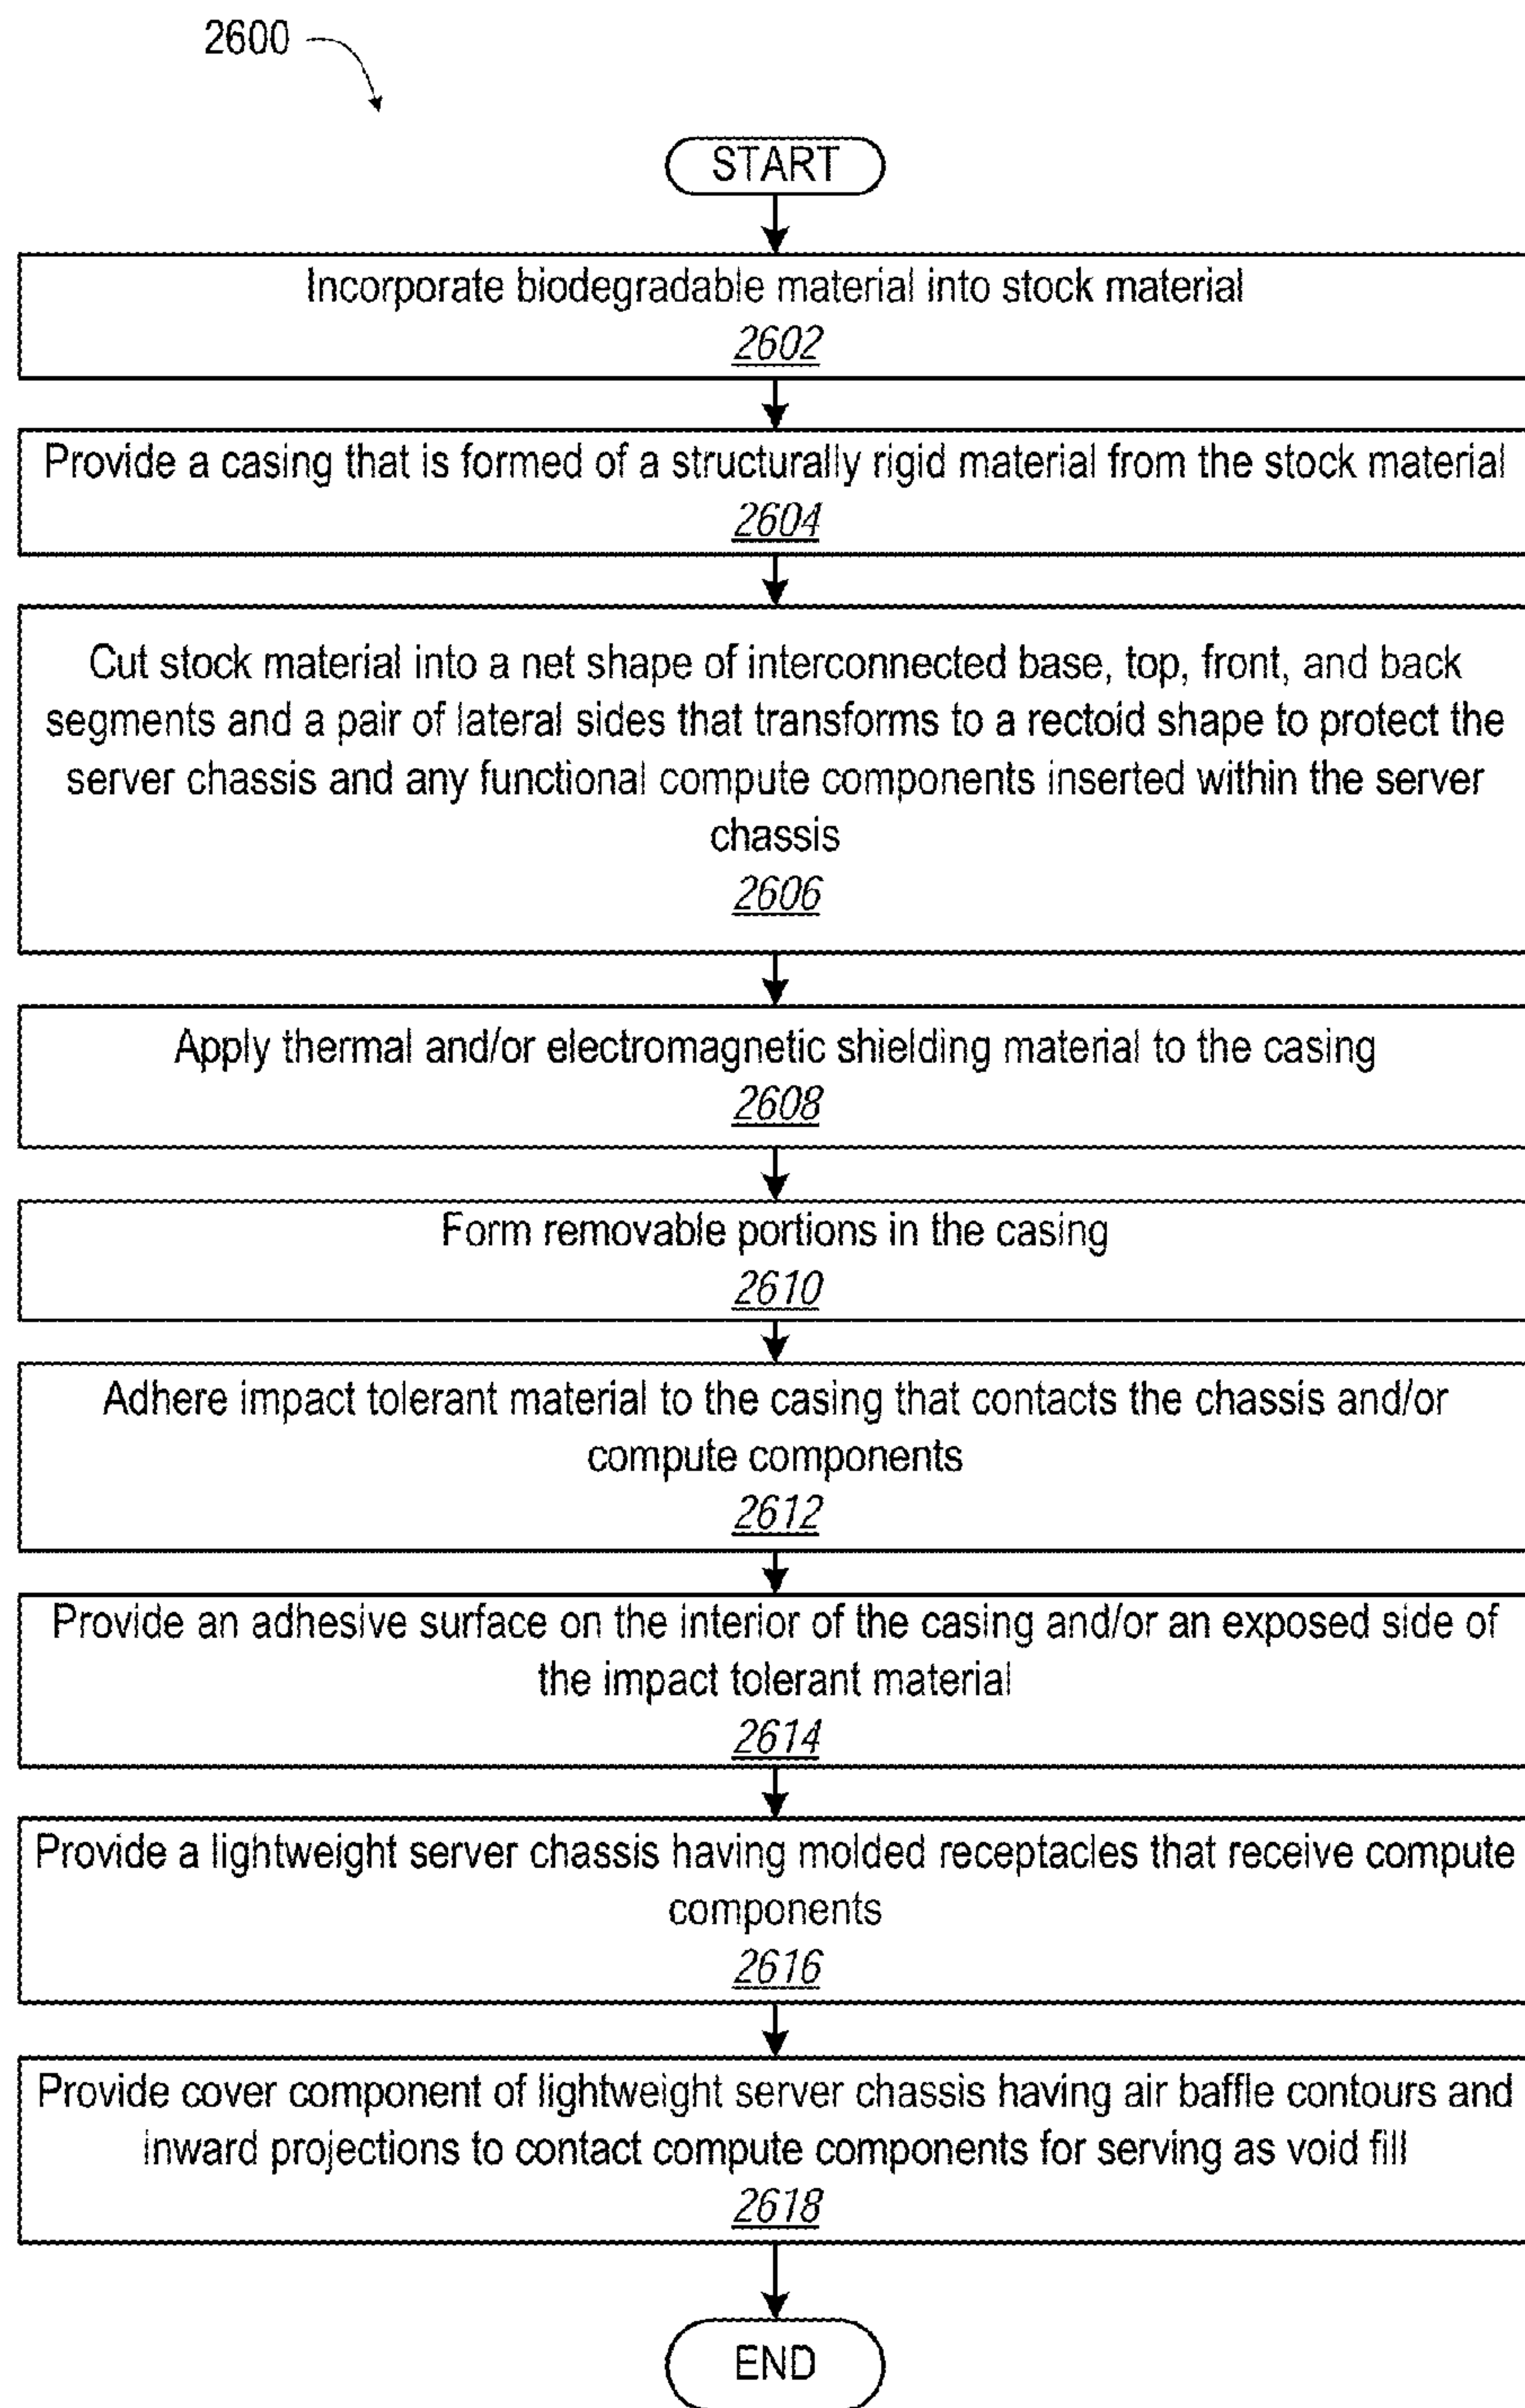 2600
START
Incorporate biodegradable material into stock material
2602
Provide a casing that is formed of a structurally rigid material from the stock material
2604
Cut stock material into a net shape of interconnected base, top, front, and back
segments and a pair of lateral sides that transforms to a rectoid shape to protect the
server chassis and any functional compute components inserted within the server
chassis
2606
Apply thermal and/or electromagnetic shielding material to the casing
2608
Form removable portions in the casing
2610
Adhere impact tolerant material to the casing that contacts the chassis and/or
compute components
2612
Provide an adhesive surface on the interior of the casing and/or an exposed side of
the impact tolerant material
2614
Provide a lightweight server chassis having molded receptacles that receive compute
components
2616
Provide cover component of lightweight server chassis having air baffle contours and
inward projections to contact compute components for serving as void fill
2618
END